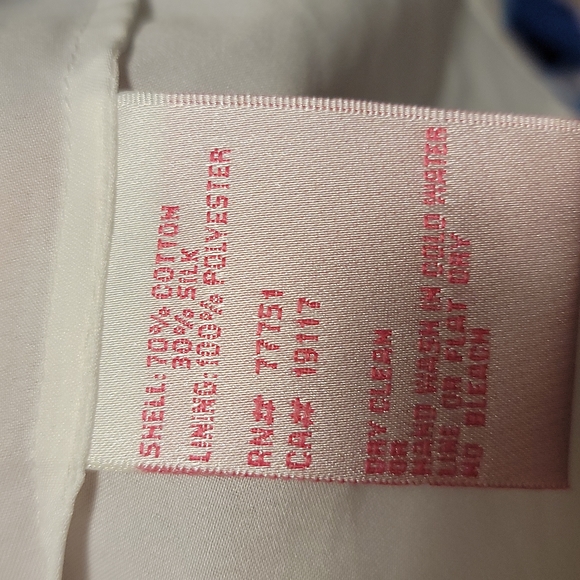 SHELL: 70% COTTON
30% SILK
LINING: 100% POLYESTER
RN# 77751
CA# 19117
DRY CLEAN
OR
HAND WASH IN COLD WATER
LINE OR FLAT DRY
NO BLEACH